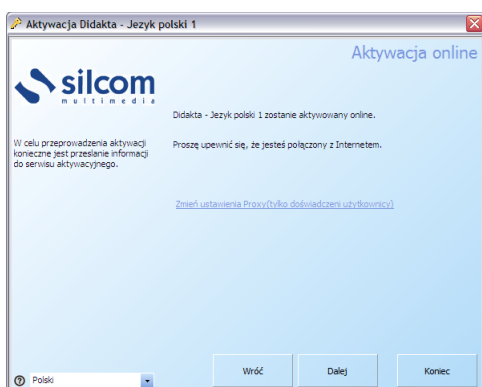 Aktywacja Didakta - Jezyk polski 1
Aktywacja online
silcom
multimedia
Didakta - Jezyk polski 1 zostanie aktywowany online.
W celu przeprowadzenia aktywacji
konieczne jest przesłanie informacji
do serwisu aktywacyjnego.
Proszę upewnić się, że jesteś połączony z Internetem.
Zmień ustawienia Proxy(tylko doświadczeni użytkownicy)
Polski
Wróć
Dalej
Koniec